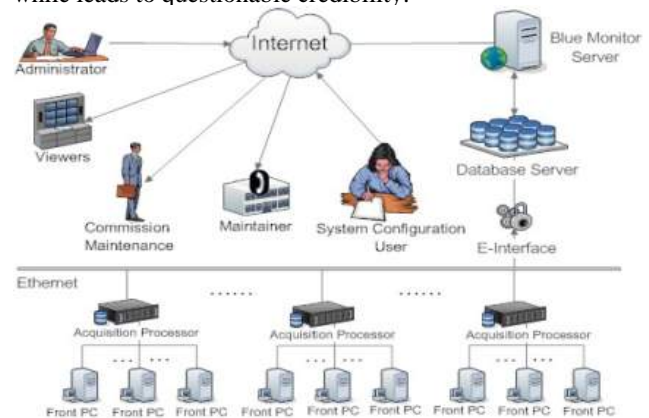 while leads to questionable credibility.
Internet
Administrator
Blue Monitor
Server
Viewers
Database Server
Commission
Maintenance
Maintainer
System Configuration
User
E-Interface
Ethernet
Acquisition Processor
Acquisition Processor
Acquisition Processor
Front PC Front PC Front PC Front PC Front PC Front PC Front PC Front PC Front PC